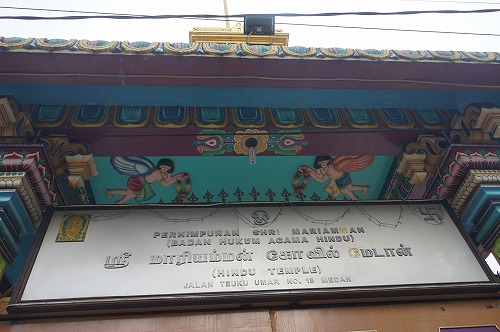 ௐ
PERHIMPUNAN SHRI MARIAMMAN
(BADAN HUKUM AGAMA HINDU)
ஸ்ரீ மாரியம்மன் கோவில் மேடான்
(HINDU TEMPLE)
JALAN TEUKU UMAR NO. 18 MEDAN